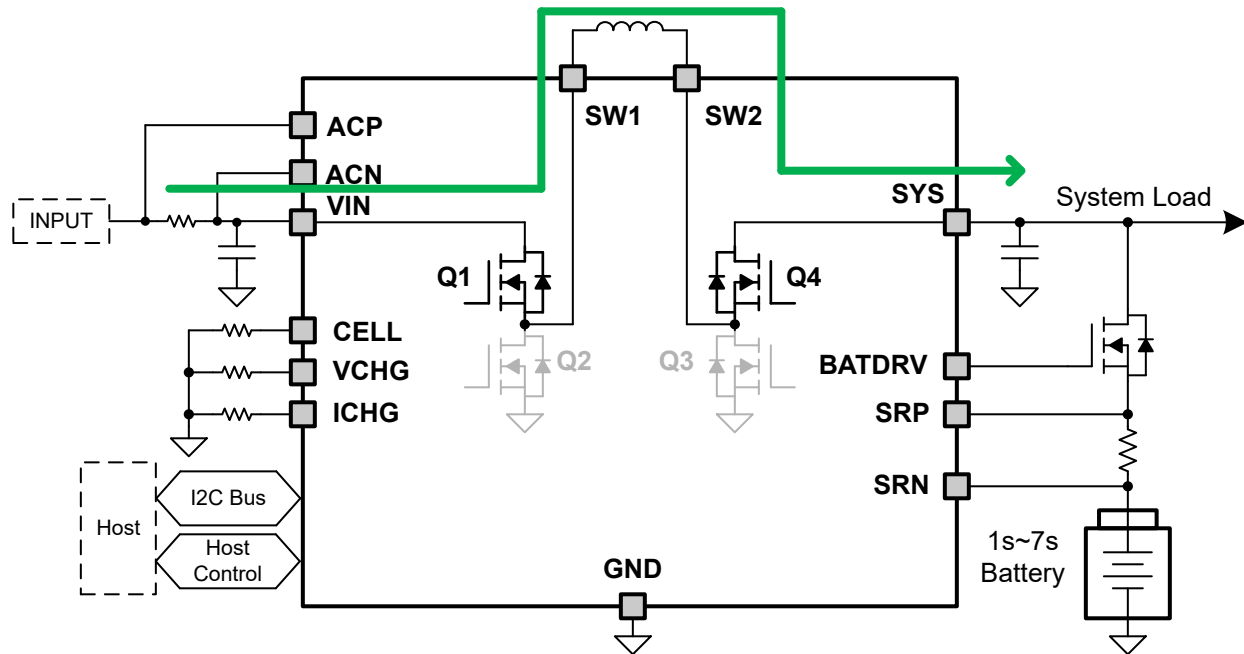 SW1
SW2
ACP
ACN
VIN
INPUT
SYS
System Load
Q1
Q4
Q2
Q3
CELL
VCHG
ICHG
BATDRV
SRP
SRN
Host
I2C Bus
Host
Control
GND
1s~7s
Battery